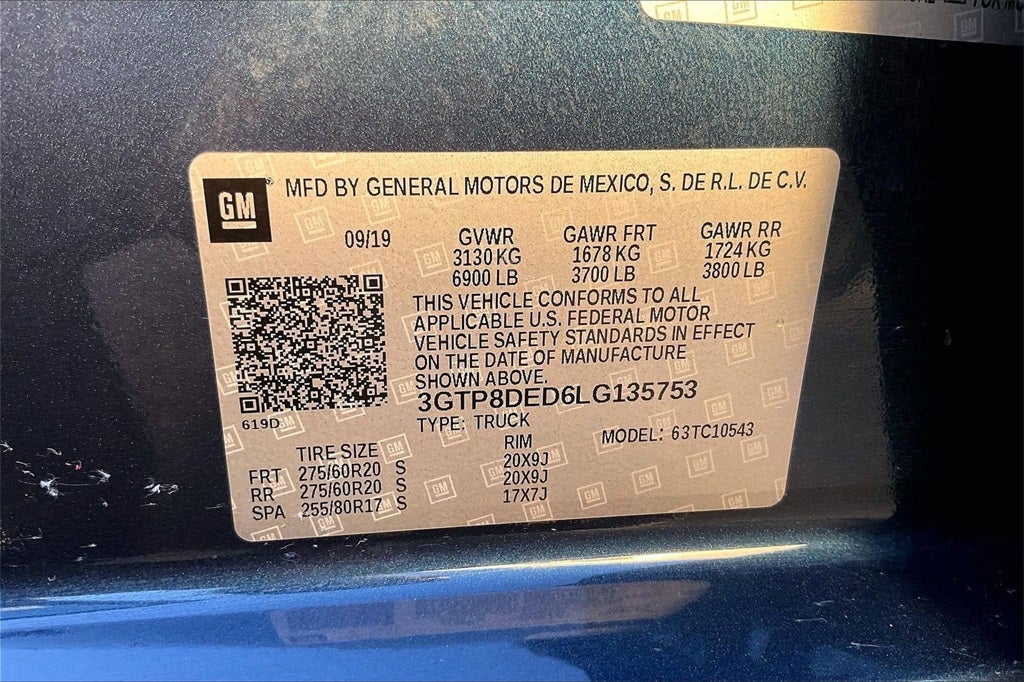 GM
MFD BY GENERAL MOTORS DE MEXICO, S. DE R.L. DE C.V.
09/19 GVWR GAWR FRT GAWR RR
3130 KG 1678 KG 1724 KG
6900 LB 3700 LB 3800 LB
THIS VEHICLE CONFORMS TO ALL
APPLICABLE U.S. FEDERAL MOTOR
VEHICLE SAFETY STANDARDS IN EFFECT
ON THE DATE OF MANUFACTURE
SHOWN ABOVE.
3GTP8DED6LG135753
619D TYPE: TRUCK MODEL: 63TC10543
TIRE SIZE RIM
FRT 275/60R20 S 20X9J
RR 275/60R20 S 20X9J
SPA 255/80R17 S 17X7J